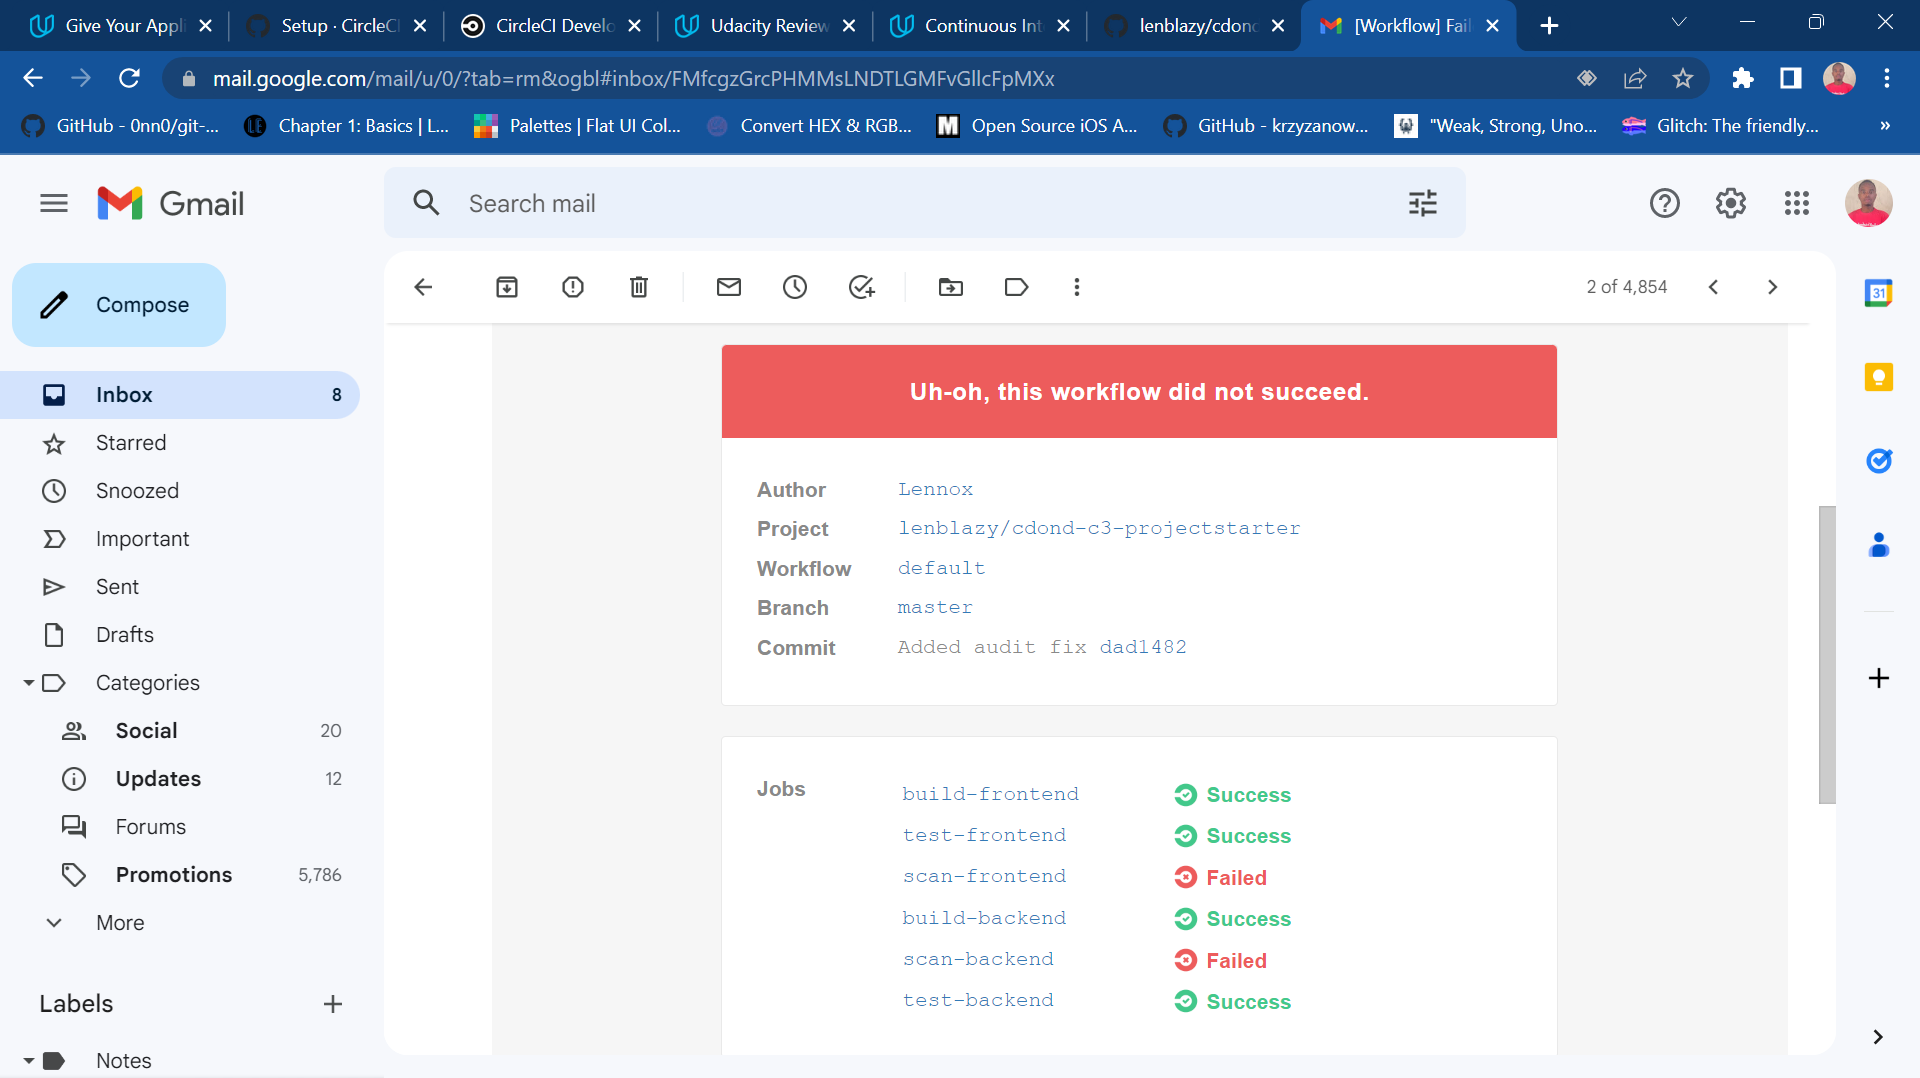 Give Your Appli
Setup · CircleCI
CircleCI Develo
Udacity Review
Continuous Int
lenblazy/cdond
[Workflow] Fail
mail.google.com/mail/u/0/?tab=rm&ogbl#inbox/FMfcgzGrcPHMMsLNDTLGMFvGllcFpMXx
GitHub - 0nn0/git-...
Chapter 1: Basics | L...
Palettes | Flat UI Col...
Convert HEX & RGB...
Open Source iOS A...
GitHub - krzyzanow...
"Weak, Strong, Uno...
Glitch: The friendly...
»
Gmail
Search mail
Compose
2 of 4,854
31
Inbox 8
Starred
Snoozed
Important
Sent
Drafts
Categories
Social 20
Updates 12
Forums
Promotions 5,786
More
Labels
Notes
Uh-oh, this workflow did not succeed.
Author Lennox
Project lenblazy/cdond-c3-projectstarter
Workflow default
Branch master
Commit Added audit fix dad1482
Jobs
build-frontend Success
test-frontend Success
scan-frontend Failed
build-backend Success
scan-backend Failed
test-backend Success